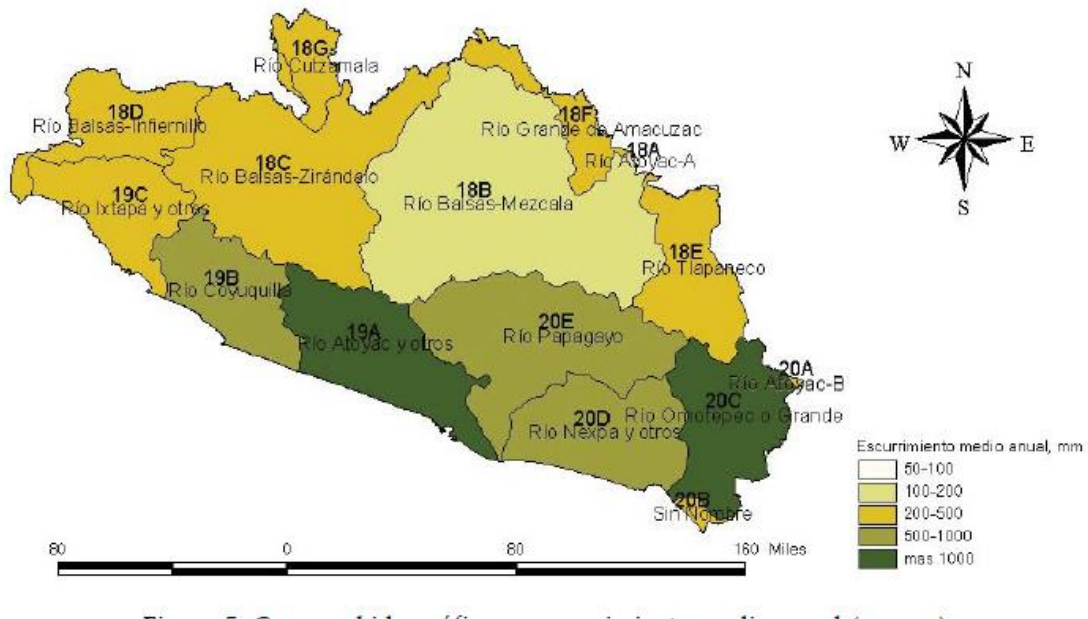 18G
Río Cutzamala
18D
Río Balsas-Infiernillo
18F
Río Grande de Amacuzac
18C
Río Balsas-Zirándaio
18A
Río Atoyac-A
18B
Río Balsas-Mezcala
19C
Río Ixtapa y otros
18E
Río Tlapaneco
19B
Río Coyuquilla
19A
Río Atoyac y otros
20E
Río Papagayo
20A
Río Atoyac-B
20C
Río Ometepec o Grande
20D
Río Nexpa y otros
20B
Sin Nombre
N
W E
S
Escurrimiento medio anual, mm
50-100
100-200
200-500
500-1000
mas 1000
80 0 80 160 Miles